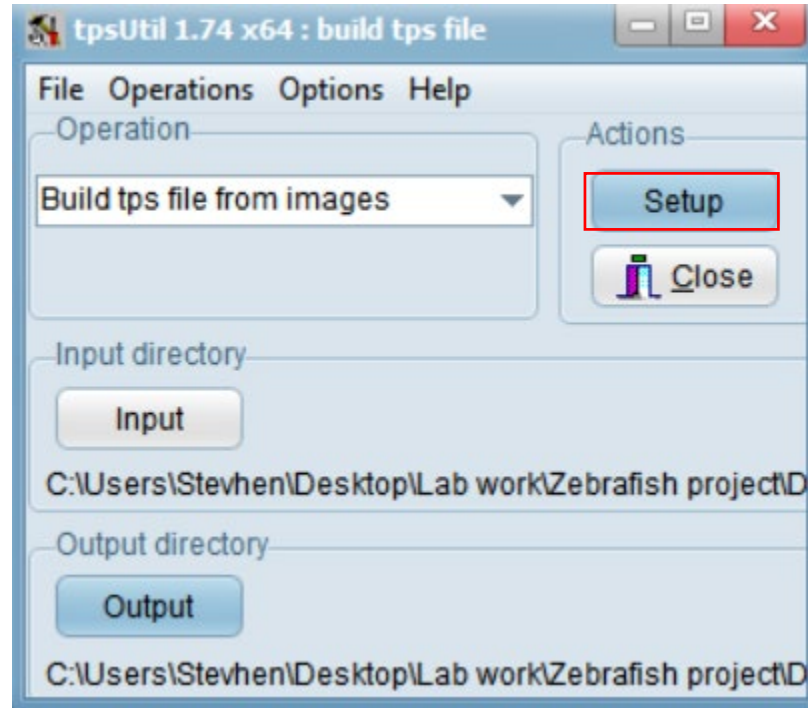 tpsUtil 1.74 x64 : build tps file
File Operations Options Help
Operation
Actions
Build tps file from images
Setup
Close
Input directory
Input
C:\Users\Stevhen\Desktop\Lab work\Zebrafish project\D
Output directory
Output
C:\Users\Stevhen\Desktop\Lab work\Zebrafish project\D